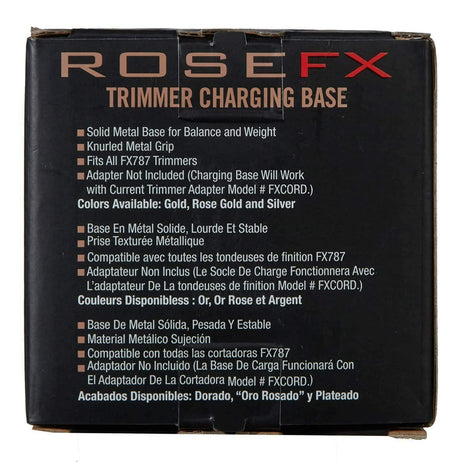 ROSEFX
TRIMMER CHARGING BASE
Solid Metal Base for Balance and Weight
Knurled Metal Grip
Fits All FX787 Trimmers
Adapter Not Included (Charging Base Will Work
with Current Trimmer Adapter Model # FXCORD.)
Colors Available: Gold, Rose Gold and Silver
Base En Métal Solide, Lourde Et Stable
Prise Texturée Métallique
Compatible avec toutes les tondeuses de finition FX787
Adaptateur Non Inclus (Le Socle De Charge Fonctionnera Avec
L'adaptateur De La tondeuses de finition Model # FXCORD.)
Couleurs Disponibless : Or, Or Rose et Argent
Base De Metal Sólida, Pesada Y Estable
Material Metálico Sujeción
Compatible con todas las cortadoras FX787
Adaptador No Incluido (La Base De Carga Funcionará Con
El Adaptador De La Cortadora Model # FXCORD.)
Acabados Disponibles: Dorado, “Oro Rosado” y Plateado